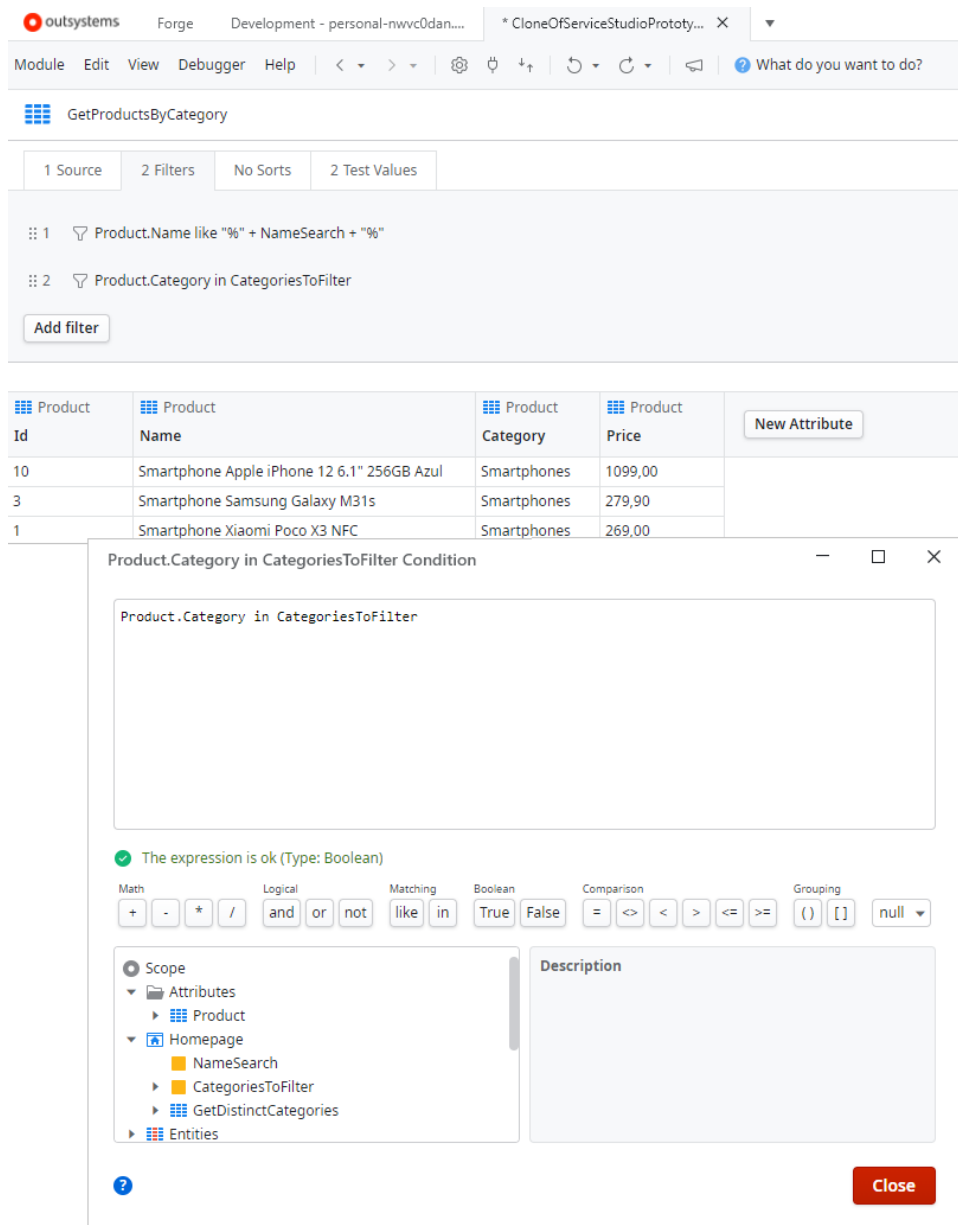 outsystems Forge Development - personal-nwvc0dan.... * CloneOfServiceStudioPrototy...
Module Edit View Debugger Help What do you want to do?
GetProductsByCategory
1 Source 2 Filters No Sorts 2 Test Values
1 Product.Name like "%" + NameSearch + "%"
2 Product.Category in CategoriesToFilter
Add filter
Product Product Product Product
Id Name Category Price New Attribute
10 Smartphone Apple iPhone 12 6.1" 256GB Azul Smartphones 1099,00
3 Smartphone Samsung Galaxy M31s Smartphones 279,90
1 Smartphone Xiaomi Poco X3 NFC Smartphones 269,00
Product.Category in CategoriesToFilter Condition
Product.Category in CategoriesToFilter
The expression is ok (Type: Boolean)
Math Logical Matching Boolean Comparison Grouping
+ - * / and or not like in True False = <> < > <= >= ( ) [ ] null
Scope Description
Attributes
Product
Homepage
NameSearch
CategoriesToFilter
GetDistinctCategories
Entities
? Close